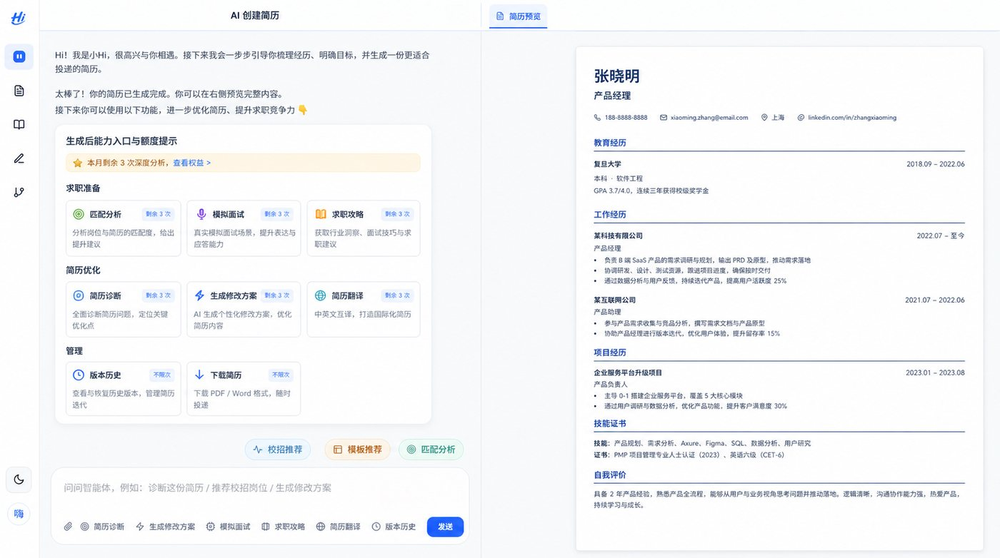 Hi
AI 创建简历
简历预览
Hi！我是小Hi，很高兴与你相遇。接下来我会一步步引导你梳理经历、明确目标，并生成一份更适合
投递的简历。
太棒了！你的简历已生成完成。你可以在右侧预览完整内容。
接下来你可以使用以下功能，进一步优化简历、提升求职竞争力 👇
生成后能力入口与额度提示
本月剩余 3 次深度分析，查看权益 >
求职准备
匹配分析 剩余 3 次
分析岗位与简历的匹配度，给出
提升建议
模拟面试 剩余 3 次
真实模拟面试场景，提升表达与
应答能力
求职攻略 剩余 3 次
获取行业洞察、面试技巧与求
职建议
简历优化
简历诊断 剩余 3 次
全面诊断简历问题，定位关键
优化点
生成修改方案 剩余 3 次
AI 生成个性化修改方案，优化
简历内容
简历翻译 剩余 3 次
中英文互译，打造国际化简历
管理
版本历史 不限次
查看与恢复历史版本，管理简历
迭代
下载简历 不限次
下载 PDF / Word 格式，随时
投递
校招推荐 模板推荐 匹配分析
问问智能体，例如：诊断这份简历 / 推荐校招岗位 / 生成修改方案
简历诊断 生成修改方案 模拟面试 求职攻略 简历翻译 版本历史 发送
嗨
张晓明
产品经理
188-8888-8888 xiaoming.zhang@email.com 上海 linkedin.com/in/zhangxiaoming
教育经历
复旦大学 2018.09 – 2022.06
本科 · 软件工程
GPA 3.7/4.0，连续三年获得校级奖学金
工作经历
某科技有限公司 2022.07 – 至今
产品经理
• 负责 B 端 SaaS 产品的需求调研与规划，输出 PRD 及原型，推动需求落地
• 协调研发、设计、测试资源，跟进项目进度，确保按时交付
• 通过数据分析与用户反馈，持续迭代产品，提高用户活跃度 25%
某互联网公司 2021.07 – 2022.06
产品助理
• 参与产品需求收集与竞品分析，撰写需求文档与产品原型
• 协助产品经理进行版本迭代，优化用户体验，提升留存率 15%
项目经历
企业服务平台升级项目 2023.01 – 2023.08
产品负责人
• 主导 0-1 搭建企业服务平台，覆盖 5 大核心模块
• 通过用户调研与数据分析，优化产品功能，提升客户满意度 30%
技能证书
技能：产品规划、需求分析、Axure、Figma、SQL、数据分析、用户研究
证书：PMP 项目管理专业人士认证（2023）、英语六级（CET-6）
自我评价
具备 2 年产品经验，熟悉产品全流程，能够从用户与业务视角思考问题并推动落地。逻辑清晰，沟通协作能力强，热爱产品，
持续学习与成长。